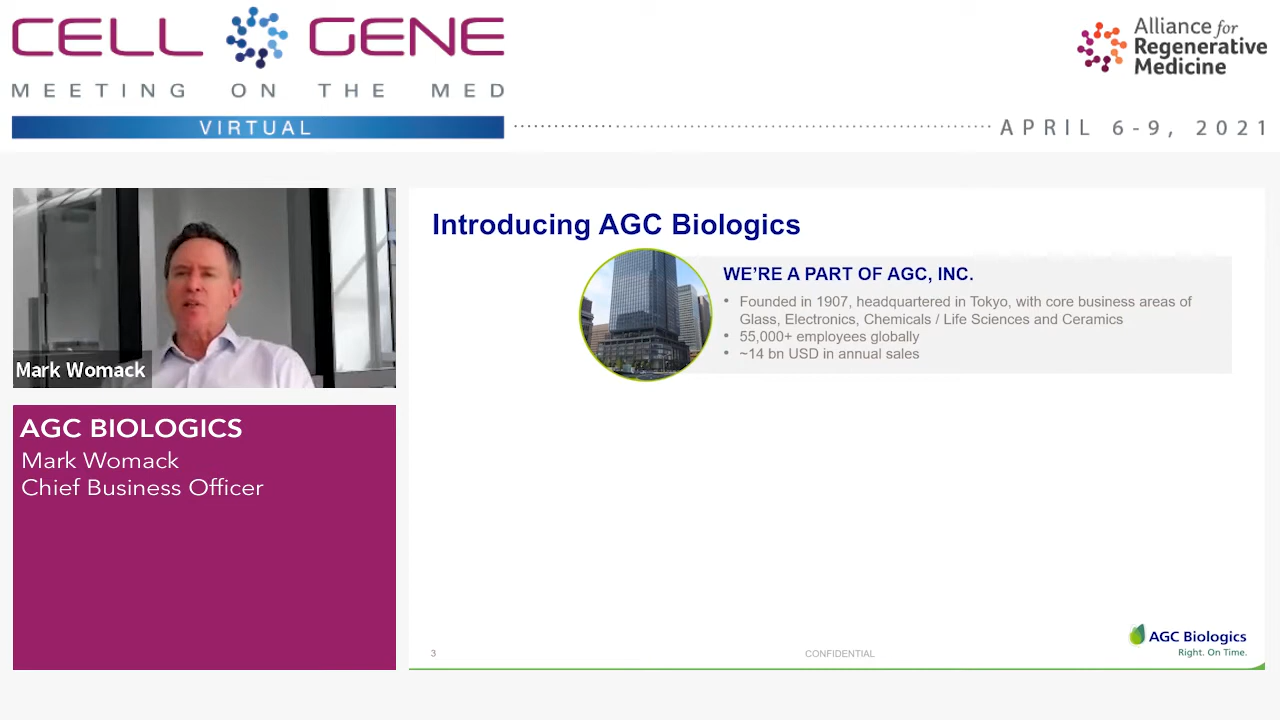 CELL GENE
MEETING ON THE MED
VIRTUAL
Alliance for
Regenerative
Medicine
APRIL 6-9, 2021
Mark Womack
AGC BIOLOGICS
Mark Womack
Chief Business Officer
Introducing AGC Biologics
WE'RE A PART OF AGC, INC.
• Founded in 1907, headquartered in Tokyo, with core business areas of
Glass, Electronics, Chemicals / Life Sciences and Ceramics
• 55,000+ employees globally
• ~14 bn USD in annual sales
3
CONFIDENTIAL
AGC Biologics
Right. On Time.